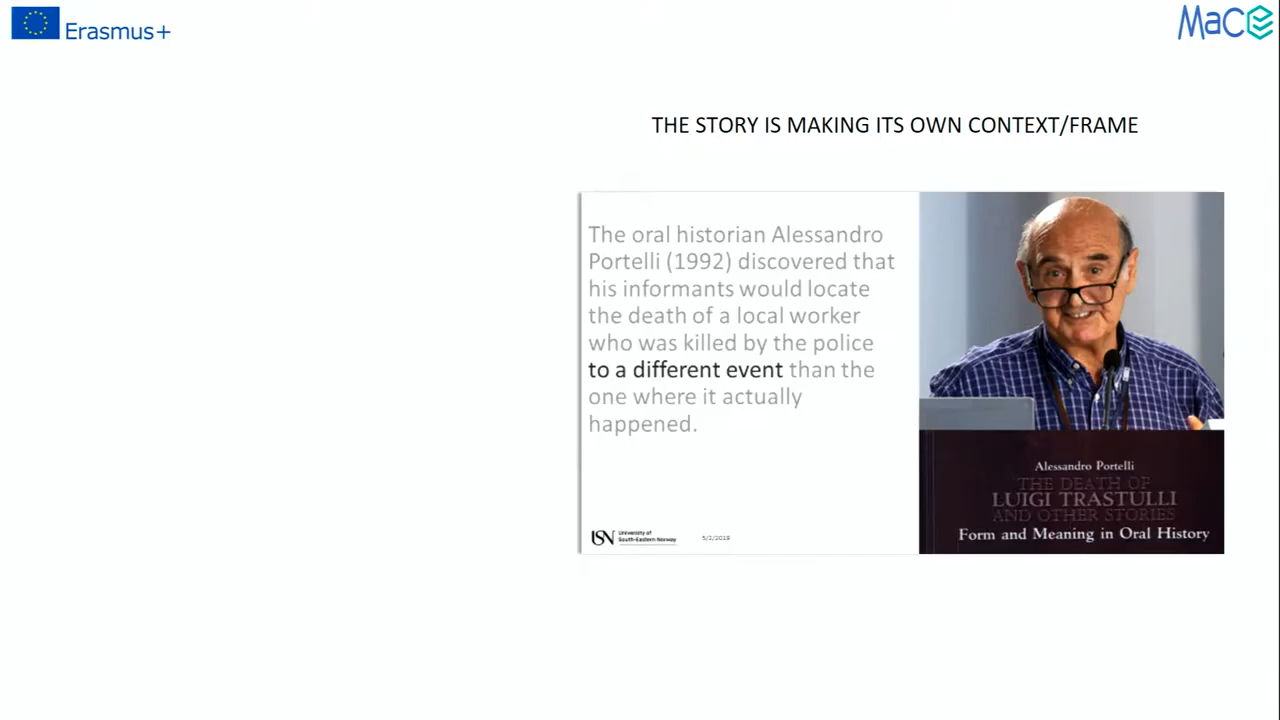 Erasmus+
MaCE
THE STORY IS MAKING ITS OWN CONTEXT/FRAME
The oral historian Alessandro
Portelli (1992) discovered that
his informants would locate
the death of a local worker
who was killed by the police
to a different event than the
one where it actually
happened.
USN University of
South-Eastern Norway
5/2/2018
Alessandro Portelli
THE DEATH OF
LUIGI TRASTULLI
AND OTHER STORIES
Form and Meaning in Oral History